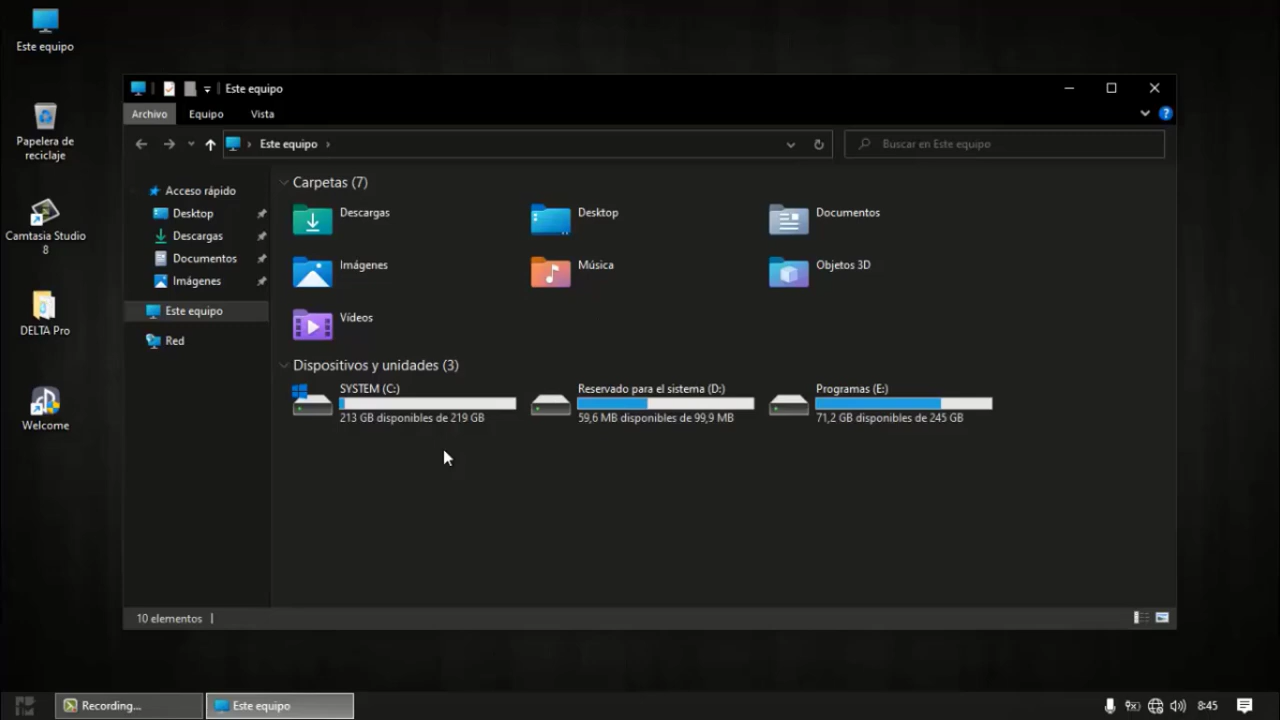 Este equipo
Papelera de
reciclaje
Camtasia Studio
8
DELTA Pro
Welcome
Este equipo
Archivo
Equipo
Vista
Este equipo
Buscar en Este equipo
Acceso rápido
Desktop
Descargas
Documentos
Imágenes
Este equipo
Red
Carpetas (7)
Descargas
Desktop
Documentos
Imágenes
Música
Objetos 3D
Vídeos
Dispositivos y unidades (3)
SYSTEM (C:)
213 GB disponibles de 219 GB
Reservado para el sistema (D:)
59,6 MB disponibles de 99,9 MB
Programas (E:)
71,2 GB disponibles de 245 GB
10 elementos
Recording...
Este equipo
8:45